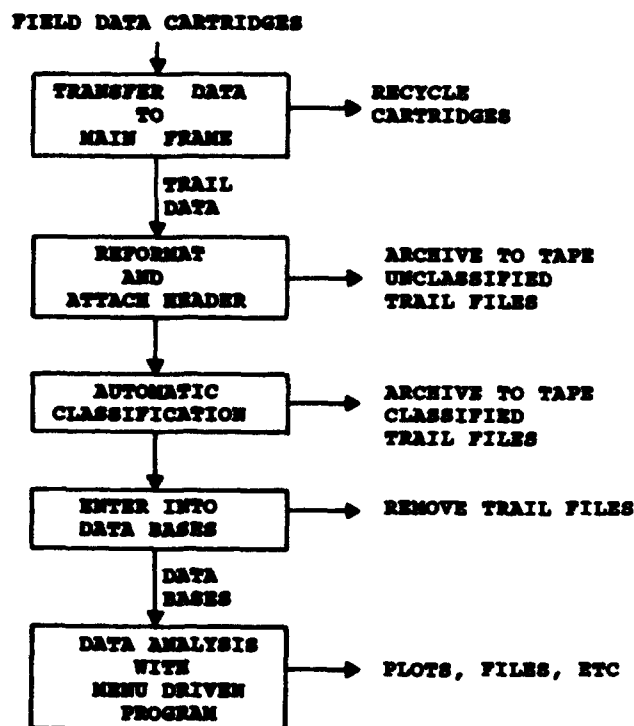 FIELD DATA CARTRIDGES
TRANSFER DATA
TO
MAIN FRAME
RECYCLE
CARTRIDGES
TRAIL
DATA
REFORMAT
AND
ATTACH HEADER
ARCHIVE TO TAPE
UNCLASSIFIED
TRAIL FILES
AUTOMATIC
CLASSIFICATION
ARCHIVE TO TAPE
CLASSIFIED
TRAIL FILES
ENTER INTO
DATA BASES
REMOVE TRAIL FILES
DATA
BASES
DATA ANALYSIS
WITH
MENU DRIVEN
PROGRAM
PLOTS, FILES, ETC